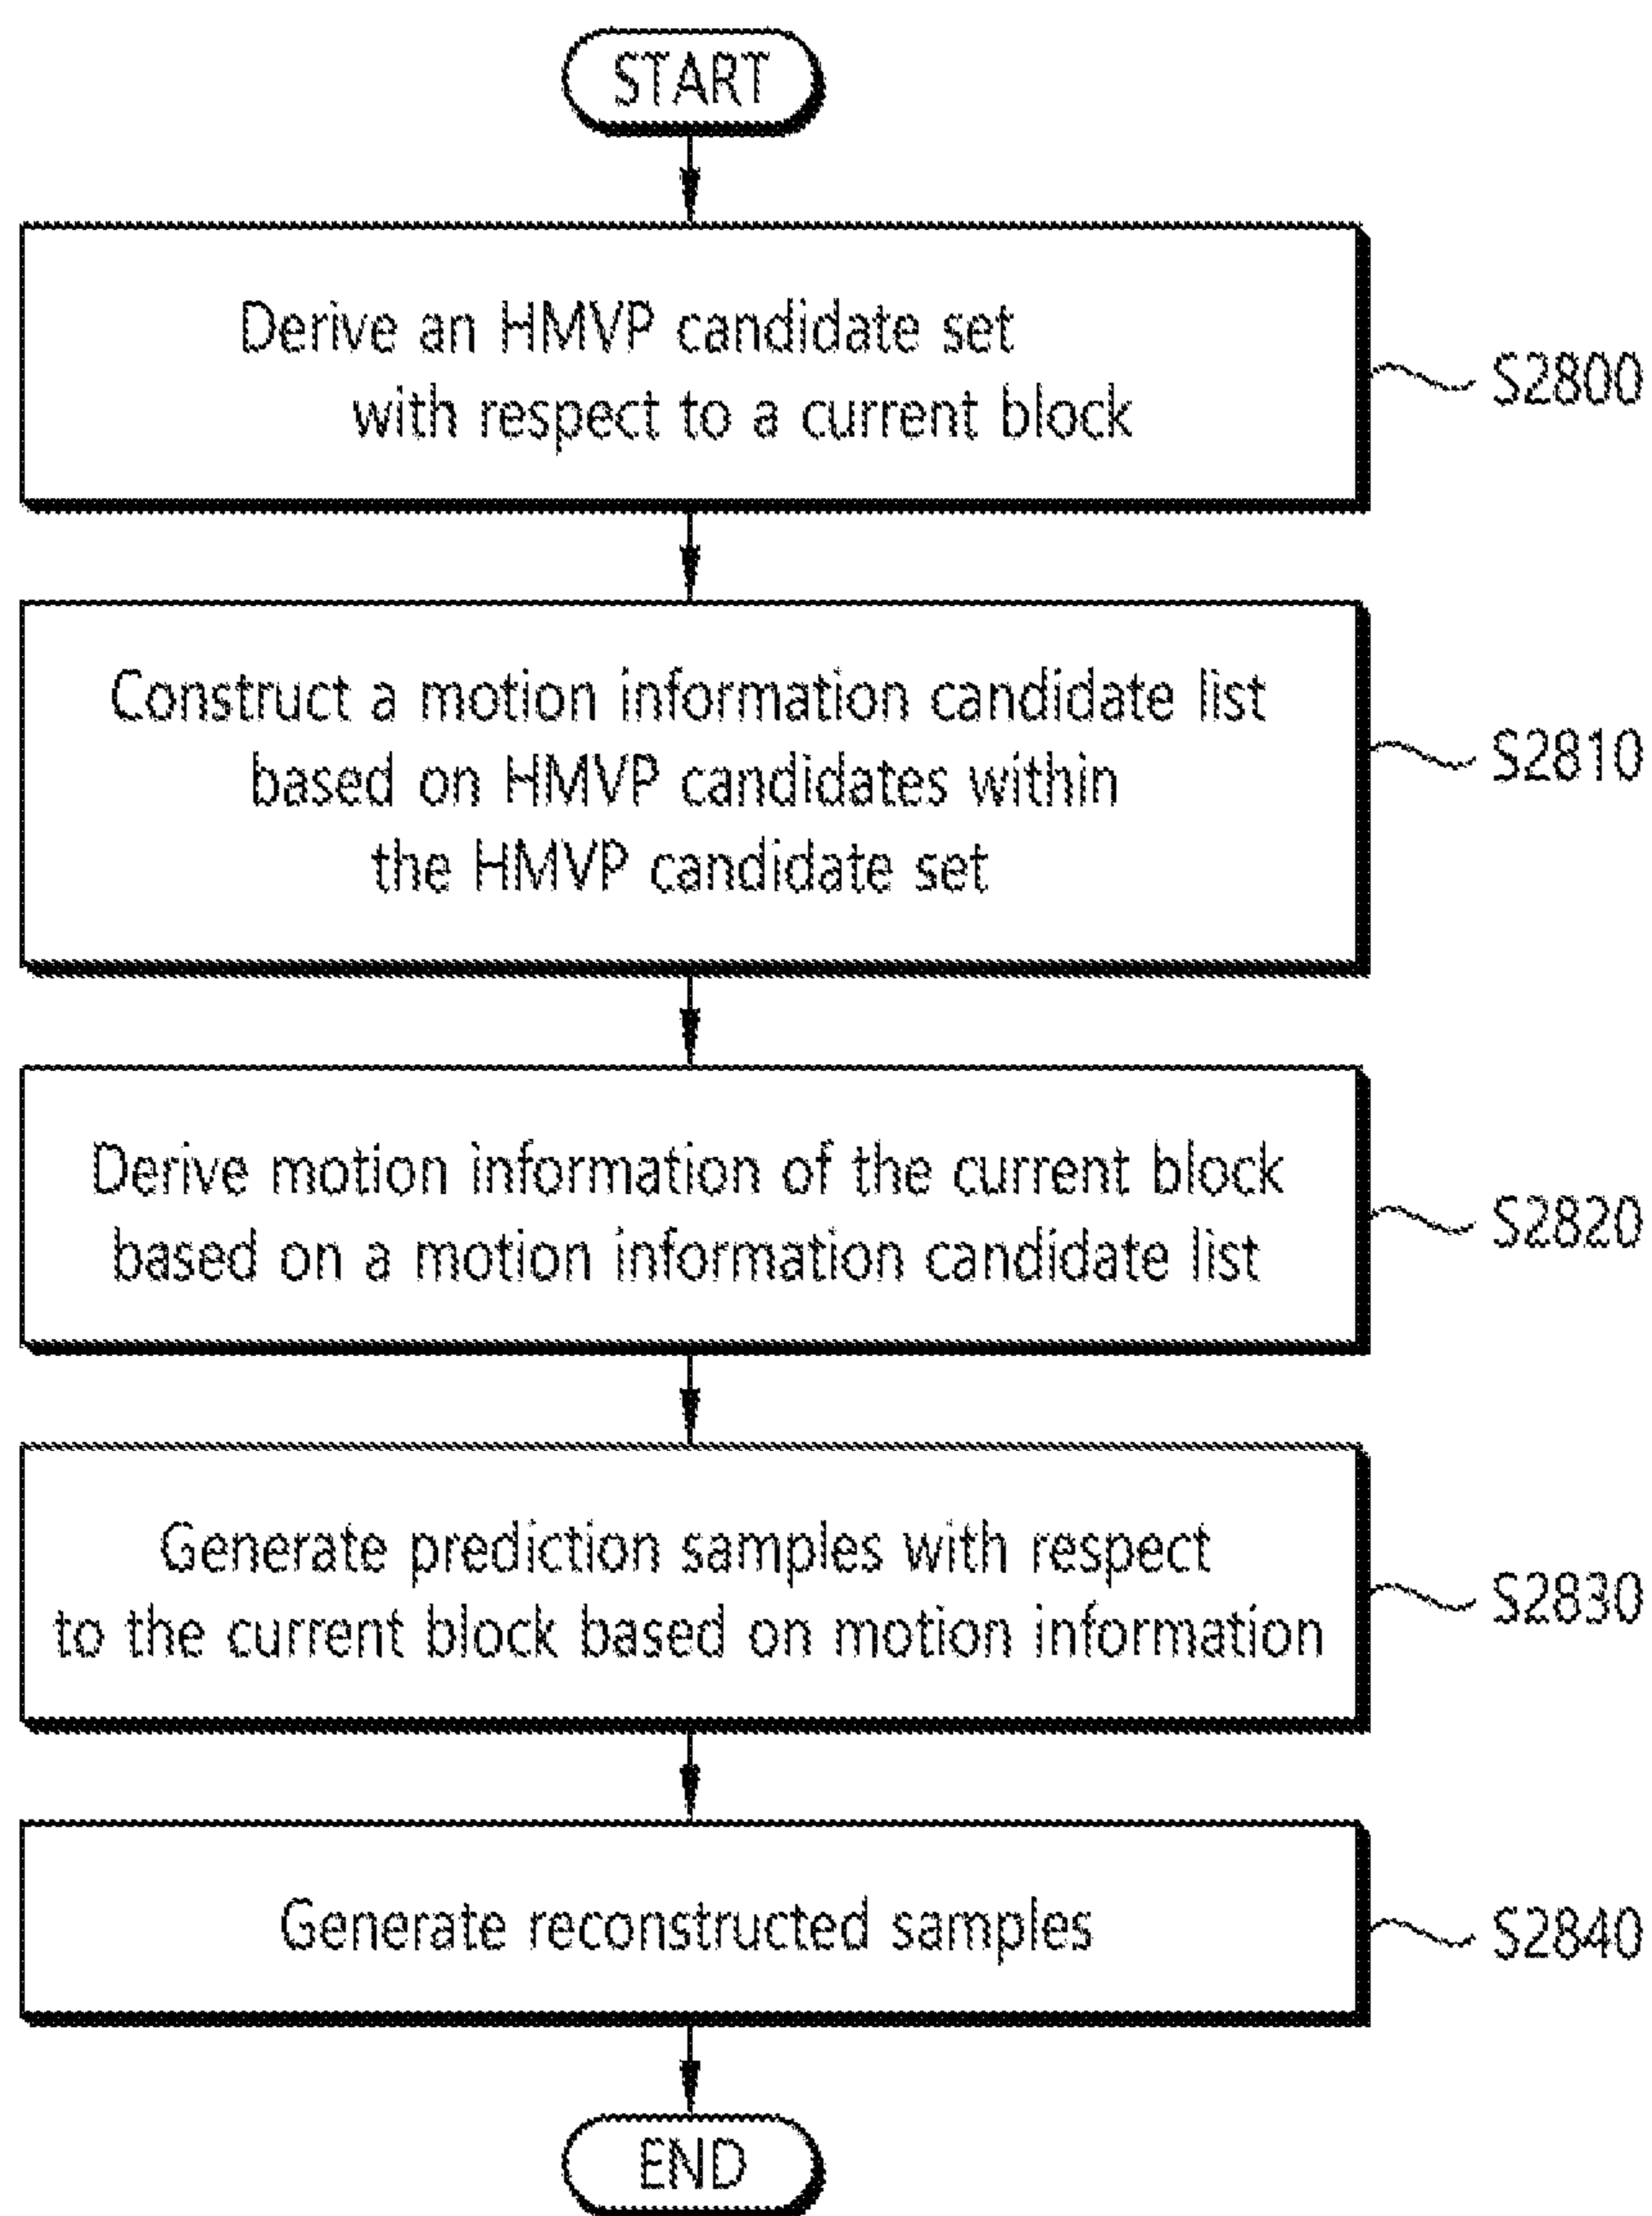 START
Derive an HMVP candidate set
with respect to a current block
S2800
Construct a motion information candidate list
based on HMVP candidates within
the HMVP candidate set
S2810
Derive motion information of the current block
based on a motion information candidate list
S2820
Generate prediction samples with respect
to the current block based on motion information
S2830
Generate reconstructed samples
S2840
END